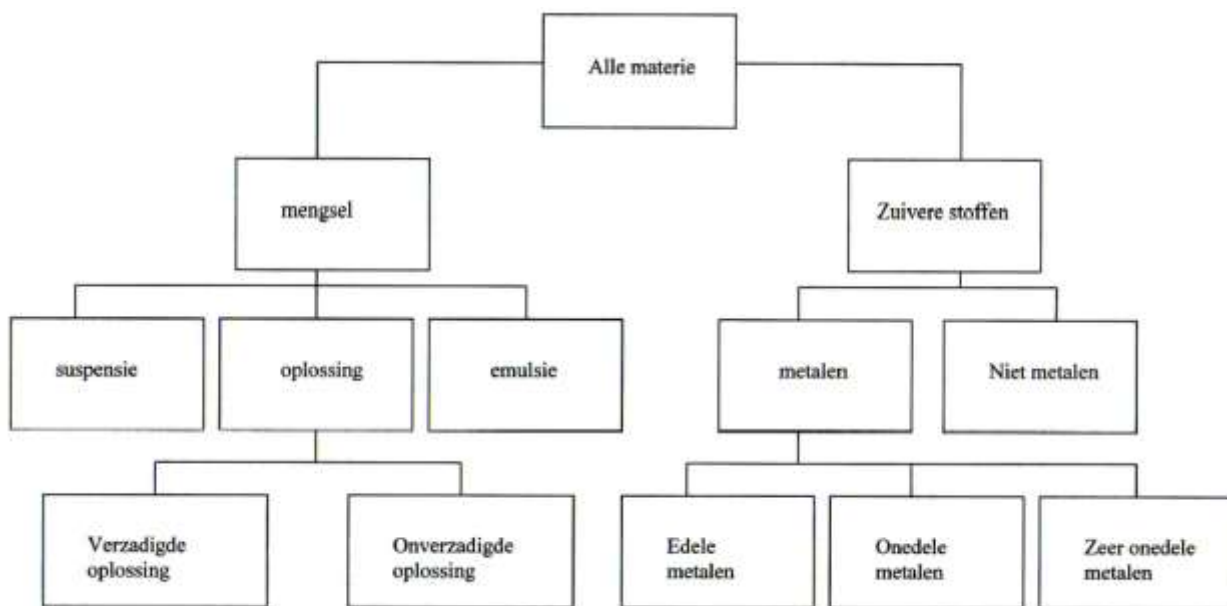 Alle materie
mengsel
Zuivere stoffen
suspensie
oplossing
emulsie
metalen
Niet metalen
Verzadigde
oplossing
Onverzadigde
oplossing
Edele
metalen
Onedele
metalen
Zeer onedele
metalen